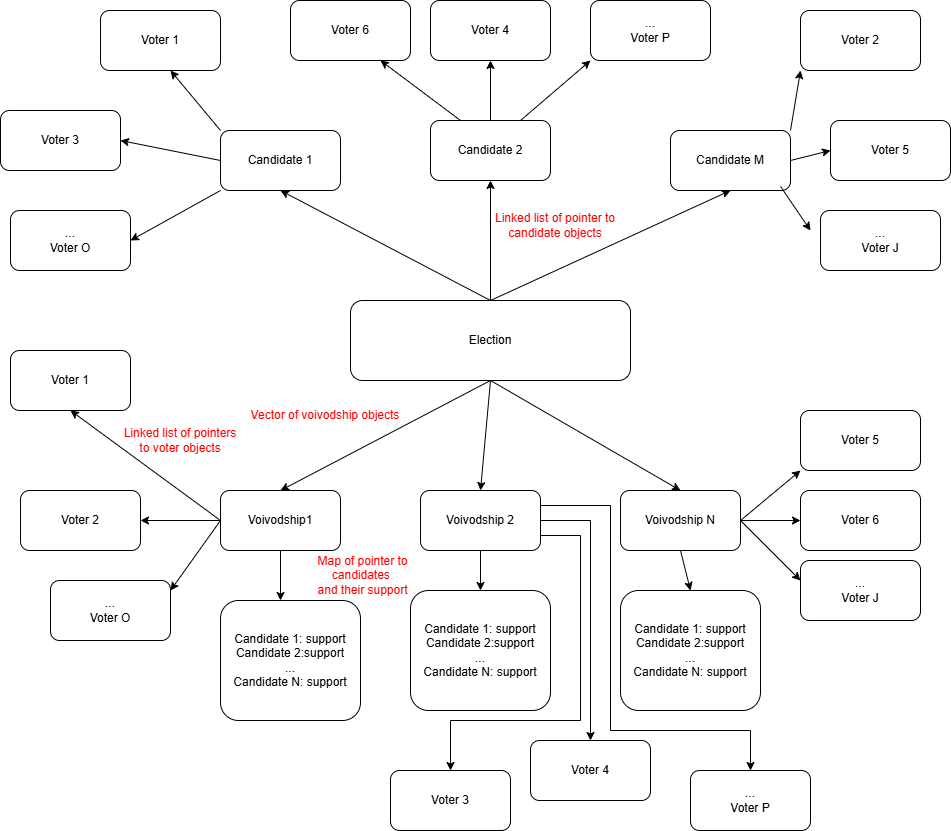 Voter 1
Voter 6
Voter 4
...
Voter P
Voter 2
Voter 3
Candidate 1
Candidate 2
Candidate M
Voter 5
...
Voter O
Linked list of pointer to
candidate objects
...
Voter J
Election
Voter 1
Vector of voivodship objects
Linked list of pointers
to voter objects
Voter 5
Voter 2
Voivodship1
Voivodship 2
Voivodship N
Voter 6
Map of pointer to
candidates
and their support
...
Voter O
...
Voter J
Candidate 1: support
Candidate 2:support
...
Candidate N: support
Candidate 1: support
Candidate 2:support
...
Candidate N: support
Candidate 1: support
Candidate 2:support
...
Candidate N: support
Voter 3
Voter 4
...
Voter P